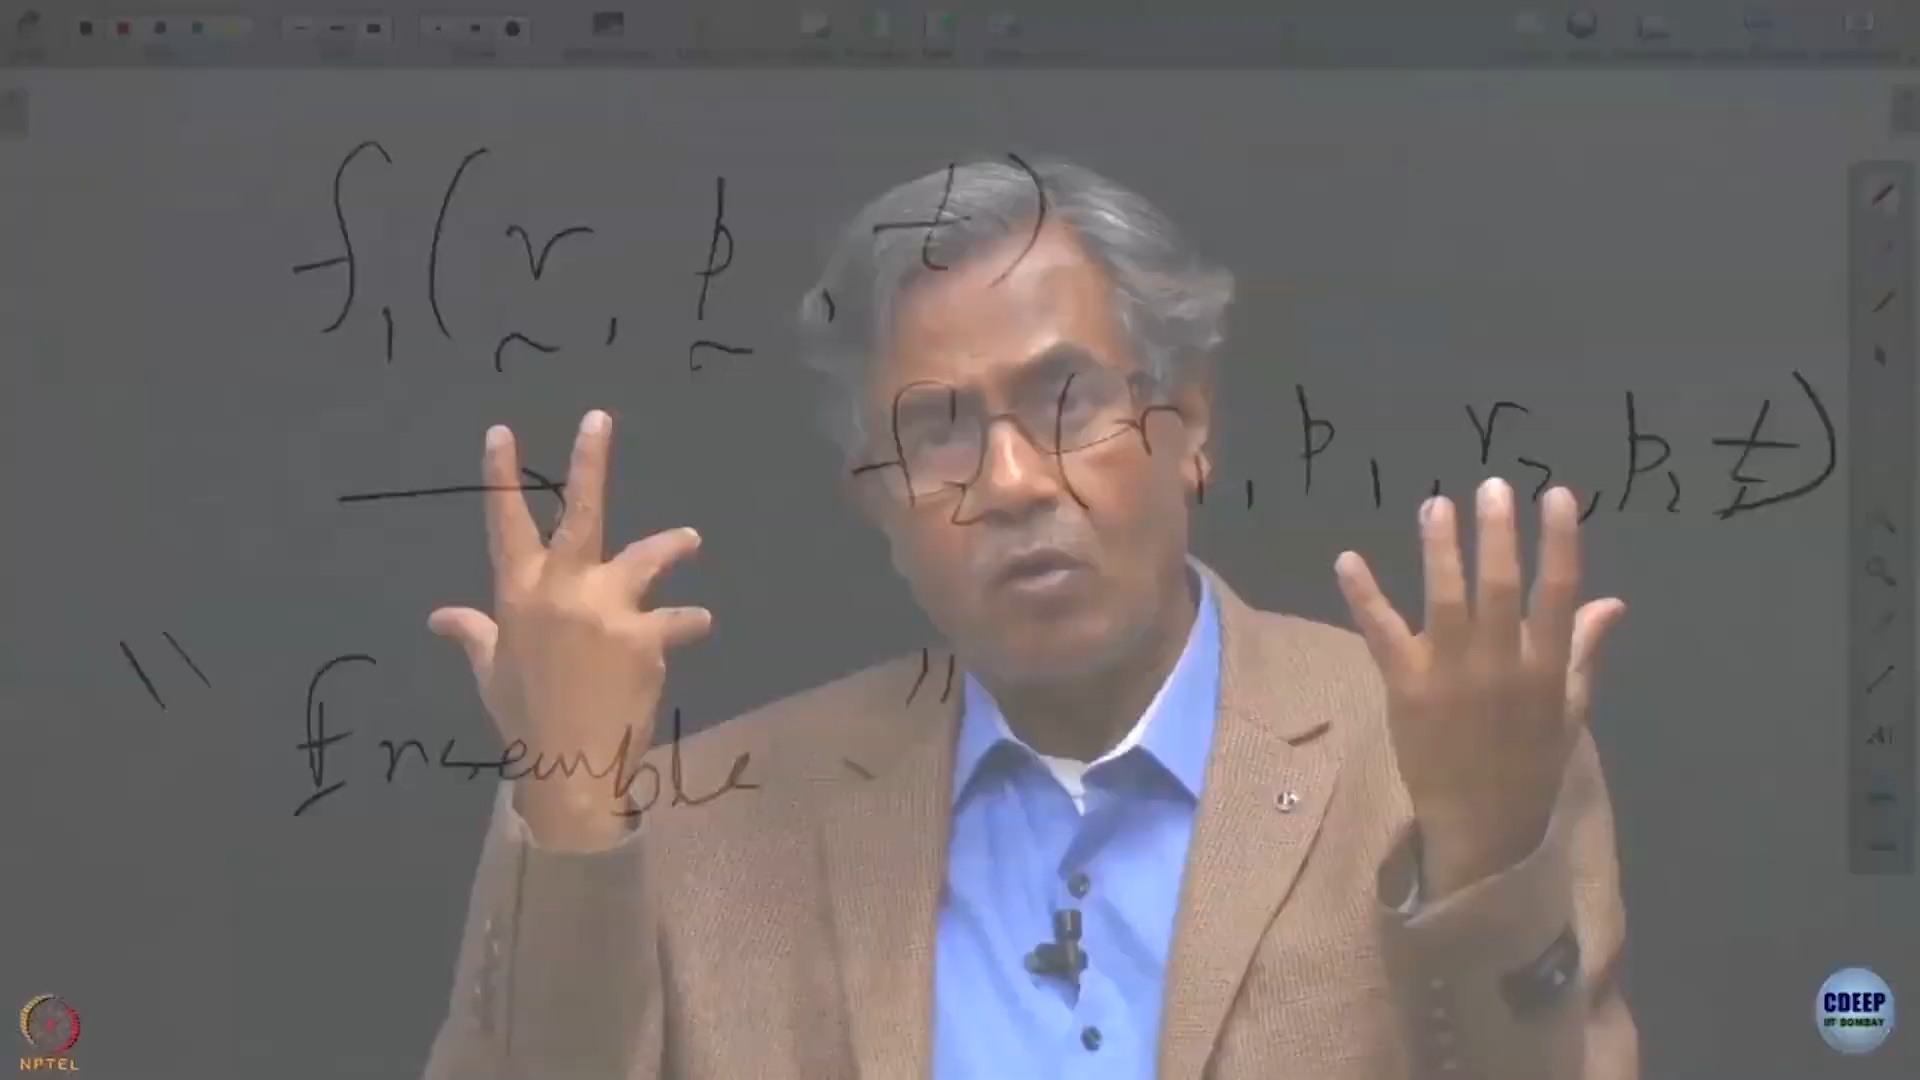 f₁(r, p, t)
→ f₂(r₁, p₁, r₂, p₂ t)
"Ensemble"
NPTEL
CDEEP
IIT BOMBAY